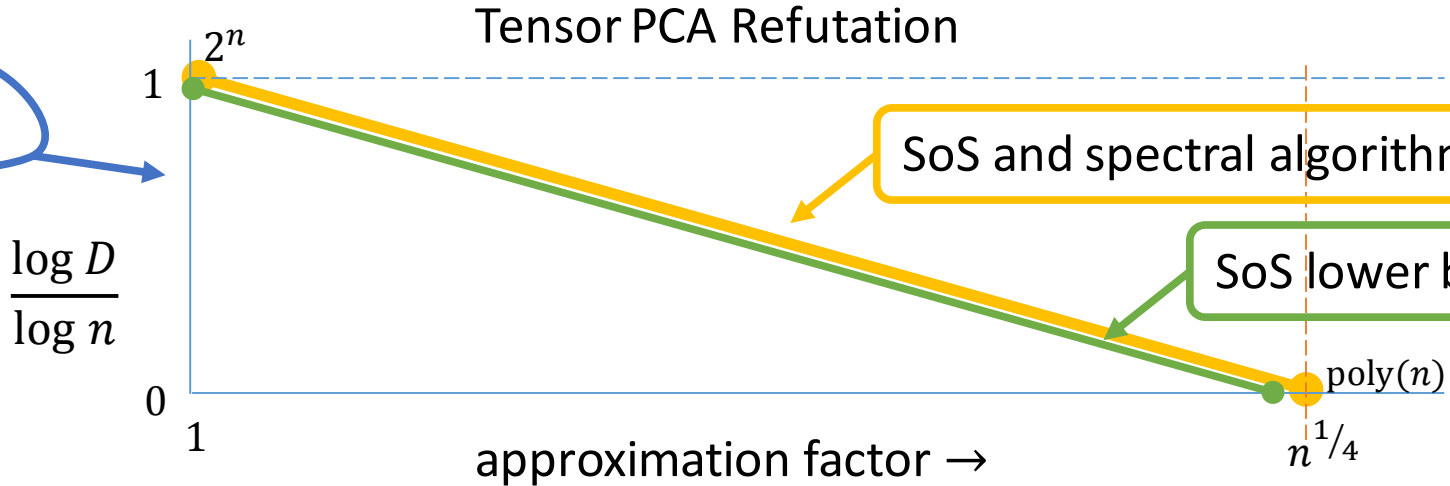 Tensor PCA Refutation
2^n
1
SoS and spectral algorithm
SoS lower b
log D
log n
poly(n)
0
1
approximation factor →
n^{1/4}